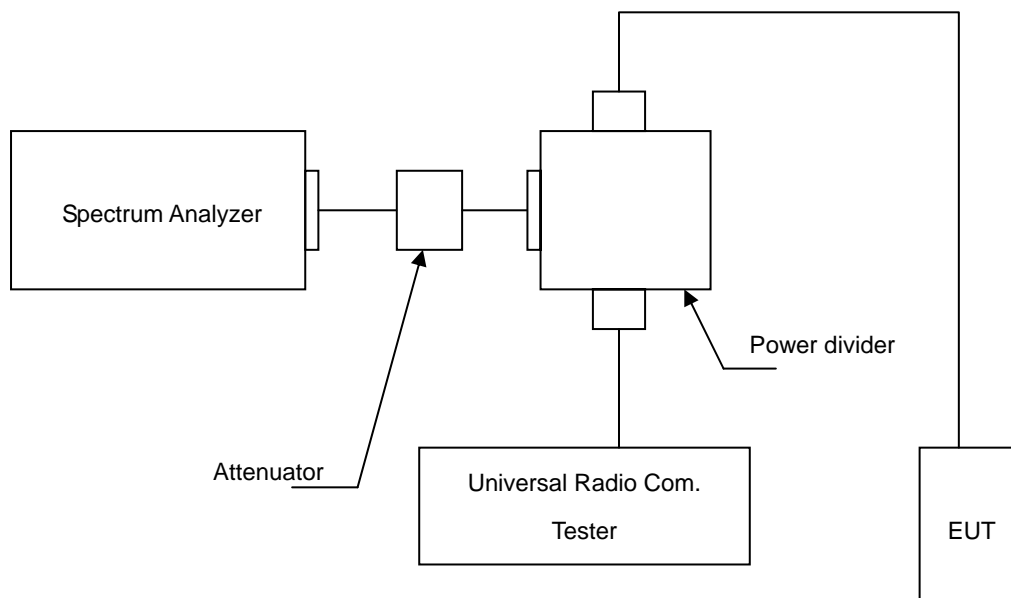 Spectrum Analyzer
Power divider
Attenuator
Universal Radio Com.
Tester
EUT